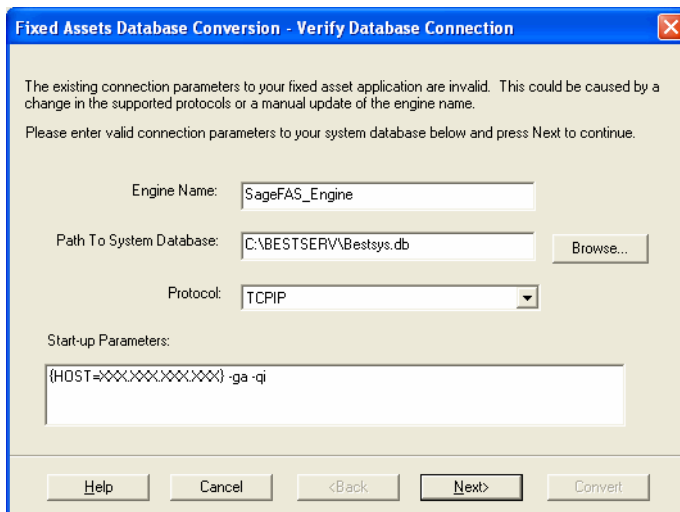 Fixed Assets Database Conversion - Verify Database Connection
The existing connection parameters to your fixed asset application are invalid. This could be caused by a
change in the supported protocols or a manual update of the engine name.
Please enter valid connection parameters to your system database below and press Next to continue.
Engine Name: SageFAS_Engine
Path To System Database: C:\BESTSERV\Bestsys.db Browse...
Protocol: TCPIP
Start-up Parameters:
{HOST=XXX.XXX.XXX.XXX} -ga -qi
Help Cancel <Back Next> Convert